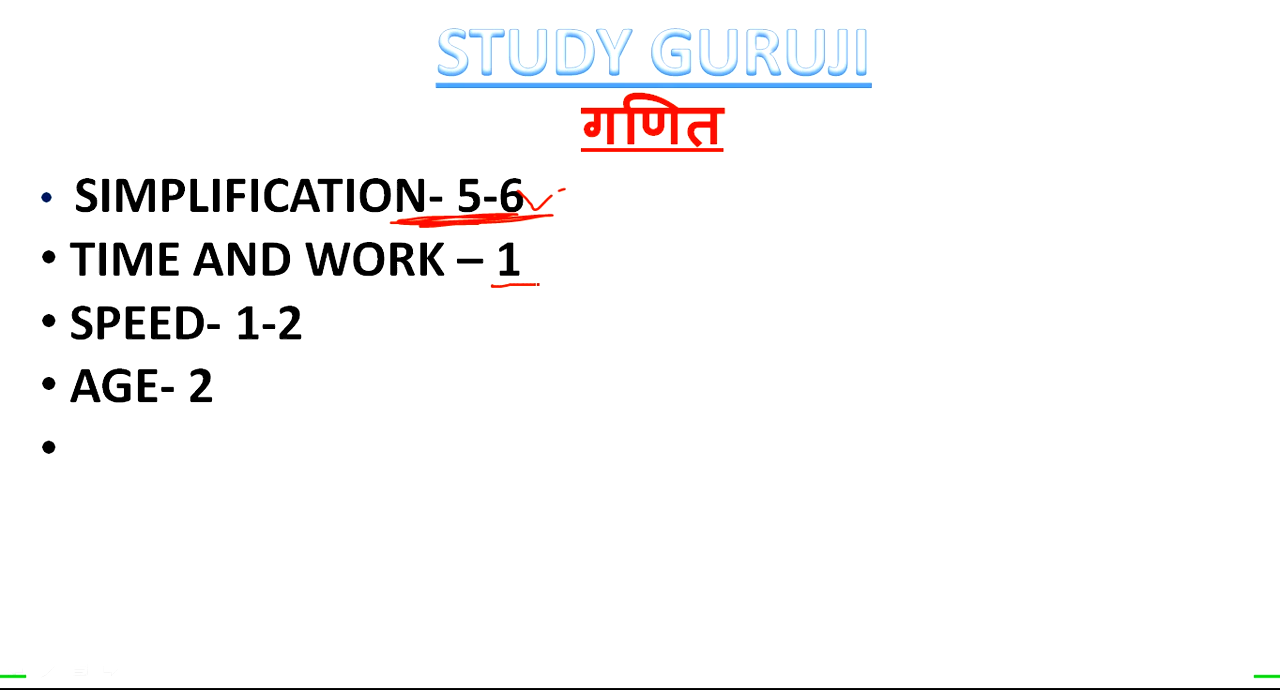 STUDY GURUJI
गणित
• SIMPLIFICATION- 5-6
• TIME AND WORK – 1
• SPEED- 1-2
• AGE- 2
•